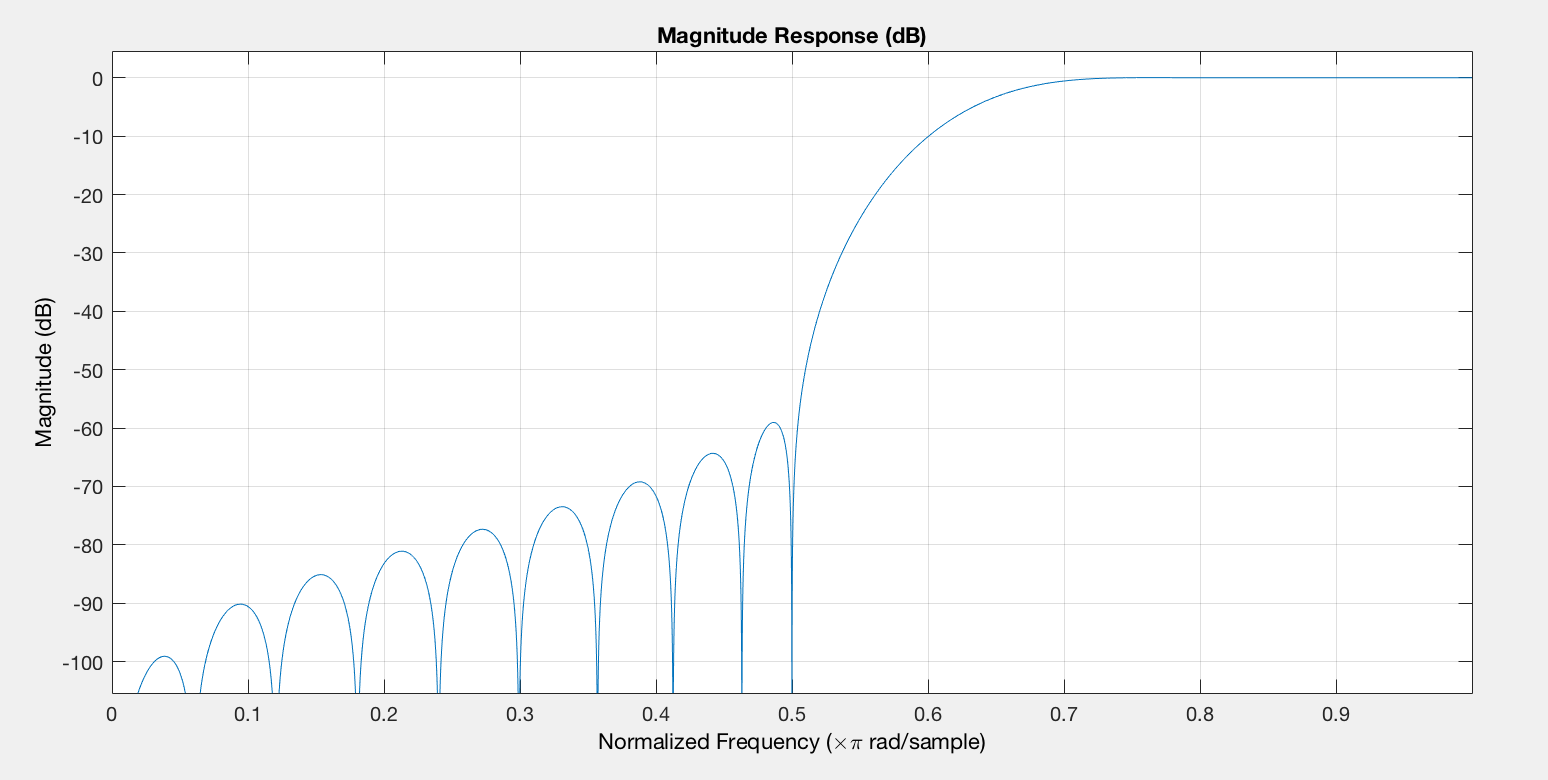 Magnitude Response (dB)
Magnitude (dB)
0
-10
-20
-30
-40
-50
-60
-70
-80
-90
-100
0 0.1 0.2 0.3 0.4 0.5 0.6 0.7 0.8 0.9
Normalized Frequency (×π rad/sample)